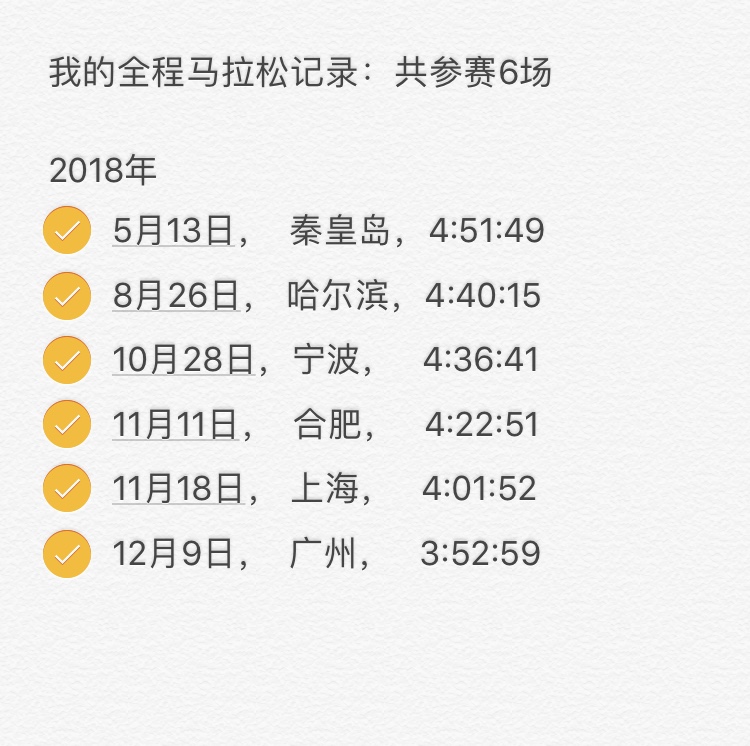 我的全程马拉松记录：共参赛6场
2018年
5月13日， 秦皇岛，4:51:49
8月26日， 哈尔滨，4:40:15
10月28日，宁波， 4:36:41
11月11日， 合肥， 4:22:51
11月18日， 上海， 4:01:52
12月9日， 广州， 3:52:59